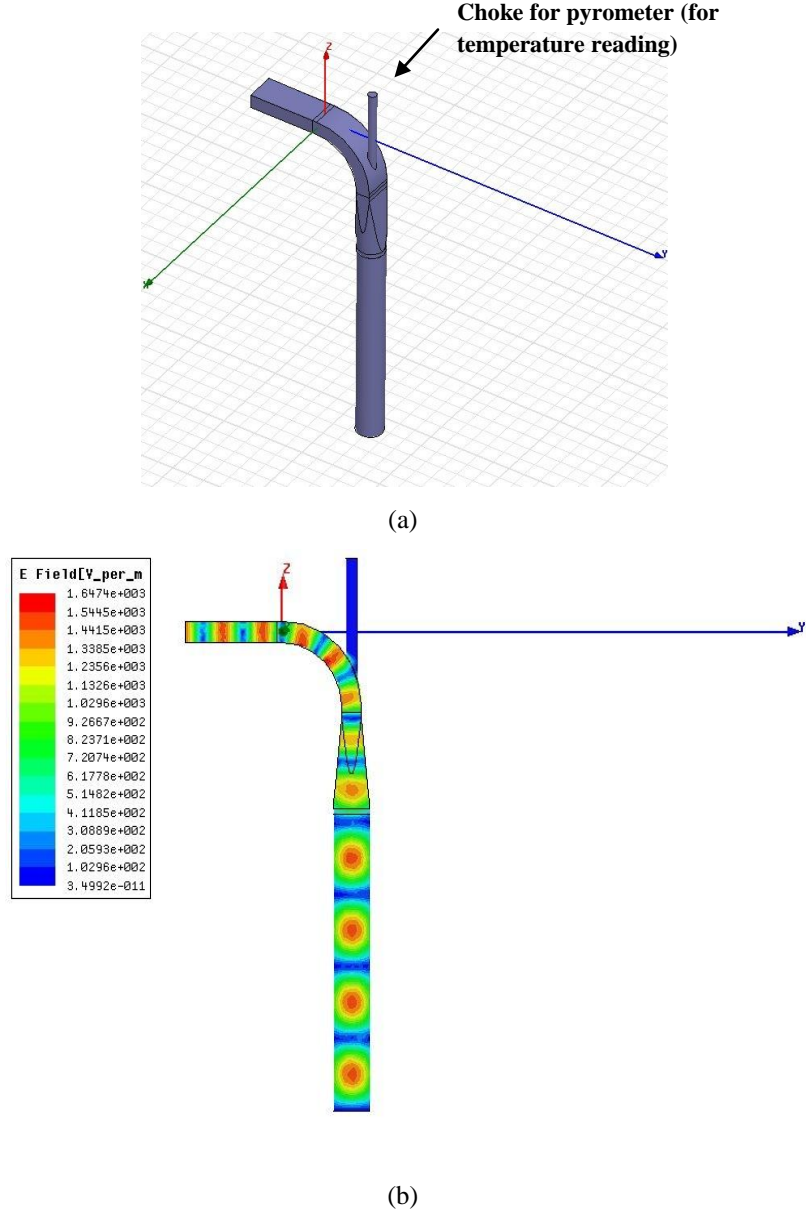 Choke for pyrometer (for
temperature reading)
Z
X
Y
(a)
E Field[V_per_m
1.6474e+003
1.5445e+003
1.4415e+003
1.3385e+003
1.2356e+003
1.1326e+003
1.0296e+003
9.2667e+002
8.2371e+002
7.2074e+002
6.1778e+002
5.1482e+002
4.1185e+002
3.0889e+002
2.0593e+002
1.0296e+002
3.4992e-011
Z
Y
(b)